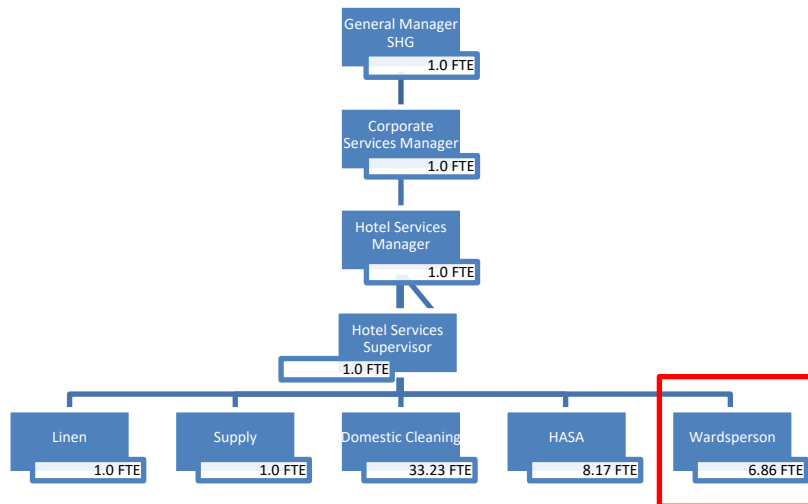 General Manager
SHG
1.0 FTE
Corporate
Services Manager
1.0 FTE
Hotel Services
Manager
1.0 FTE
Hotel Services
Supervisor
1.0 FTE
Linen
1.0 FTE
Supply
1.0 FTE
Domestic Cleaning
33.23 FTE
HASA
8.17 FTE
Wardsperson
6.86 FTE